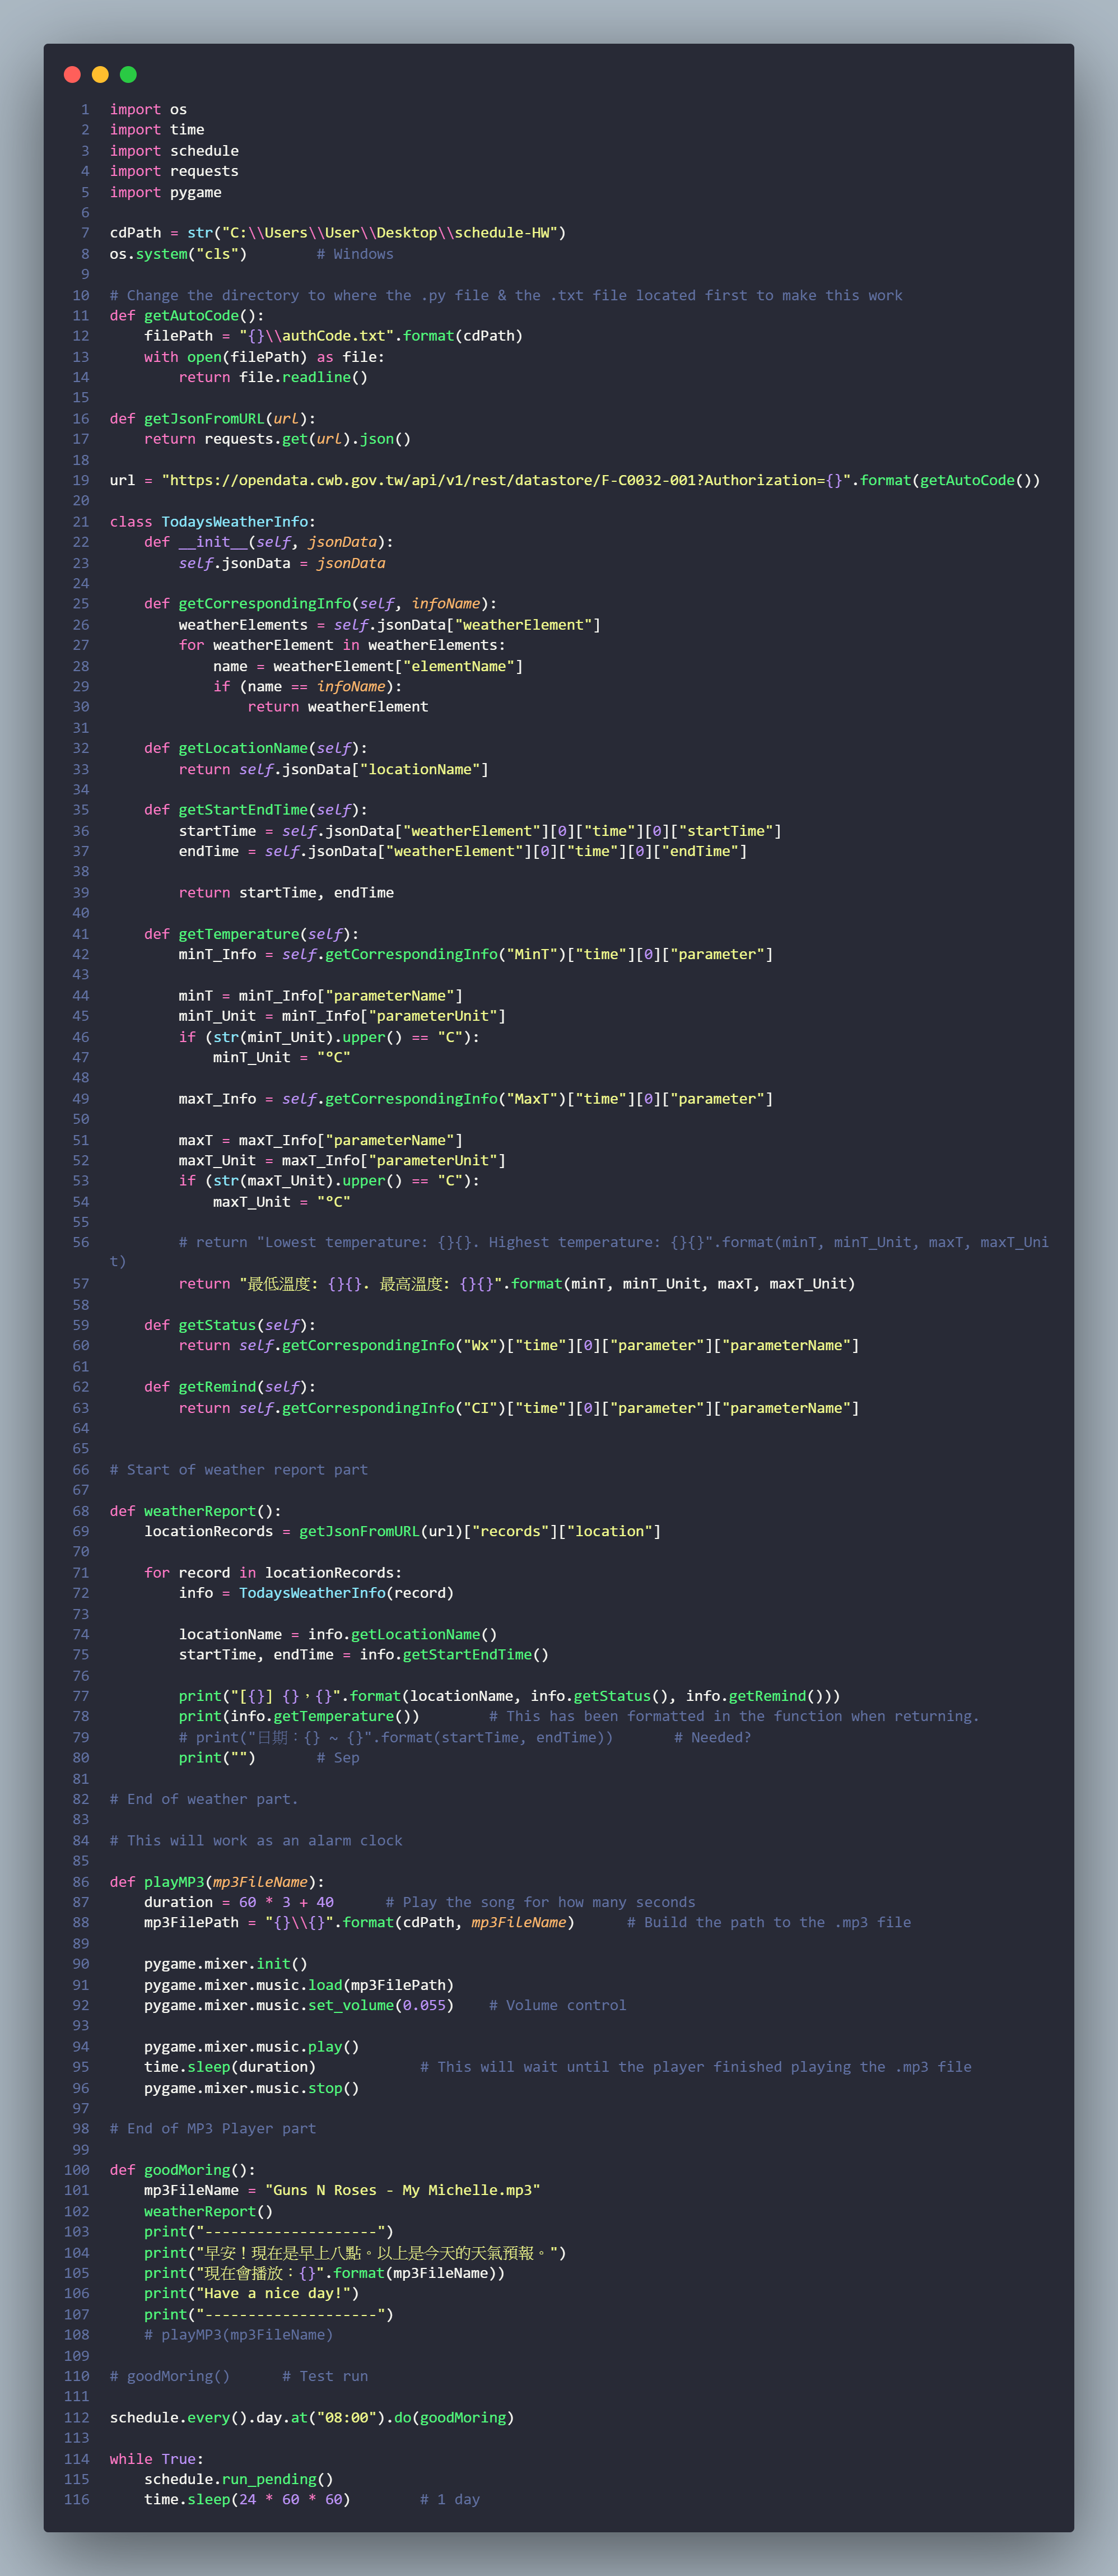 1 import os
2 import time
3 import schedule
4 import requests
5 import pygame
6
7 cdPath = str("C:\\Users\\User\\Desktop\\schedule-HW")
8 os.system("cls")        # Windows
9
10 # Change the directory to where the .py file & the .txt file located first to make this work
11 def getAutoCode():
12     filePath = "{}\\authCode.txt".format(cdPath)
13     with open(filePath) as file:
14         return file.readline()
15
16 def getJsonFromURL(url):
17     return requests.get(url).json()
18
19 url = "https://opendata.cwb.gov.tw/api/v1/rest/datastore/F-C0032-001?Authorization={}".format(getAutoCode())
20
21 class TodaysWeatherInfo:
22     def __init__(self, jsonData):
23         self.jsonData = jsonData
24
25     def getCorrespondingInfo(self, infoName):
26         weatherElements = self.jsonData["weatherElement"]
27         for weatherElement in weatherElements:
28             name = weatherElement["elementName"]
29             if (name == infoName):
30                 return weatherElement
31
32     def getLocationName(self):
33         return self.jsonData["locationName"]
34
35     def getStartEndTime(self):
36         startTime = self.jsonData["weatherElement"][0]["time"][0]["startTime"]
37         endTime = self.jsonData["weatherElement"][0]["time"][0]["endTime"]
38
39         return startTime, endTime
40
41     def getTemperature(self):
42         minT_Info = self.getCorrespondingInfo("MinT")["time"][0]["parameter"]
43
44         minT = minT_Info["parameterName"]
45         minT_Unit = minT_Info["parameterUnit"]
46         if (str(minT_Unit).upper() == "C"):
47             minT_Unit = "°C"
48
49         maxT_Info = self.getCorrespondingInfo("MaxT")["time"][0]["parameter"]
50
51         maxT = maxT_Info["parameterName"]
52         maxT_Unit = maxT_Info["parameterUnit"]
53         if (str(maxT_Unit).upper() == "C"):
54             maxT_Unit = "°C"
55
56         # return "Lowest temperature: {}{}. Highest temperature: {}{}".format(minT, minT_Unit, maxT, maxT_Uni
t)
57         return "最低溫度: {}{}. 最高溫度: {}{}".format(minT, minT_Unit, maxT, maxT_Unit)
58
59     def getStatus(self):
60         return self.getCorrespondingInfo("Wx")["time"][0]["parameter"]["parameterName"]
61
62     def getRemind(self):
63         return self.getCorrespondingInfo("CI")["time"][0]["parameter"]["parameterName"]
64
65
66 # Start of weather report part
67
68 def weatherReport():
69     locationRecords = getJsonFromURL(url)["records"]["location"]
70
71     for record in locationRecords:
72         info = TodaysWeatherInfo(record)
73
74         locationName = info.getLocationName()
75         startTime, endTime = info.getStartEndTime()
76
77         print("[{}] {}，{}".format(locationName, info.getStatus(), info.getRemind()))
78         print(info.getTemperature())        # This has been formatted in the function when returning.
79         # print("日期：{} ~ {}".format(startTime, endTime))       # Needed?
80         print("")       # Sep
81
82 # End of weather part.
83
84 # This will work as an alarm clock
85
86 def playMP3(mp3FileName):
87     duration = 60 * 3 + 40      # Play the song for how many seconds
88     mp3FilePath = "{}\\{}".format(cdPath, mp3FileName)      # Build the path to the .mp3 file
89
90     pygame.mixer.init()
91     pygame.mixer.music.load(mp3FilePath)
92     pygame.mixer.music.set_volume(0.055)    # Volume control
93
94     pygame.mixer.music.play()
95     time.sleep(duration)            # This will wait until the player finished playing the .mp3 file
96     pygame.mixer.music.stop()
97
98 # End of MP3 Player part
99
100 def goodMoring():
101     mp3FileName = "Guns N Roses - My Michelle.mp3"
102     weatherReport()
103     print("--------------------")
104     print("早安！現在是早上八點。以上是今天的天氣預報。")
105     print("現在會播放：{}".format(mp3FileName))
106     print("Have a nice day!")
107     print("--------------------")
108     # playMP3(mp3FileName)
109
110 # goodMoring()      # Test run
111
112 schedule.every().day.at("08:00").do(goodMoring)
113
114 while True:
115     schedule.run_pending()
116     time.sleep(24 * 60 * 60)        # 1 day